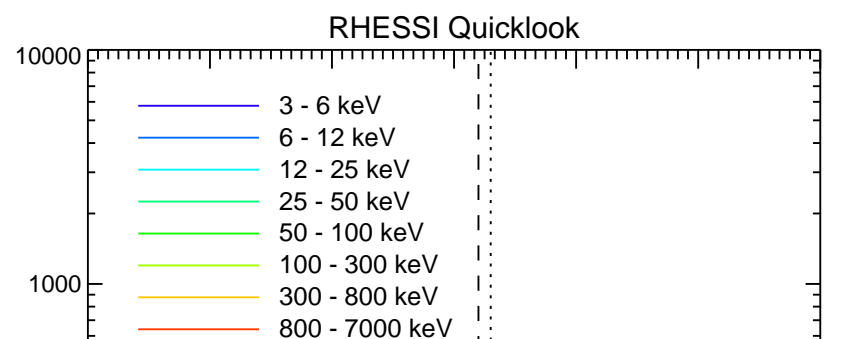 RHESSI Quicklook
10000
3 - 6 keV
6 - 12 keV
12 - 25 keV
25 - 50 keV
50 - 100 keV
100 - 300 keV
1000
300 - 800 keV
800 - 7000 keV